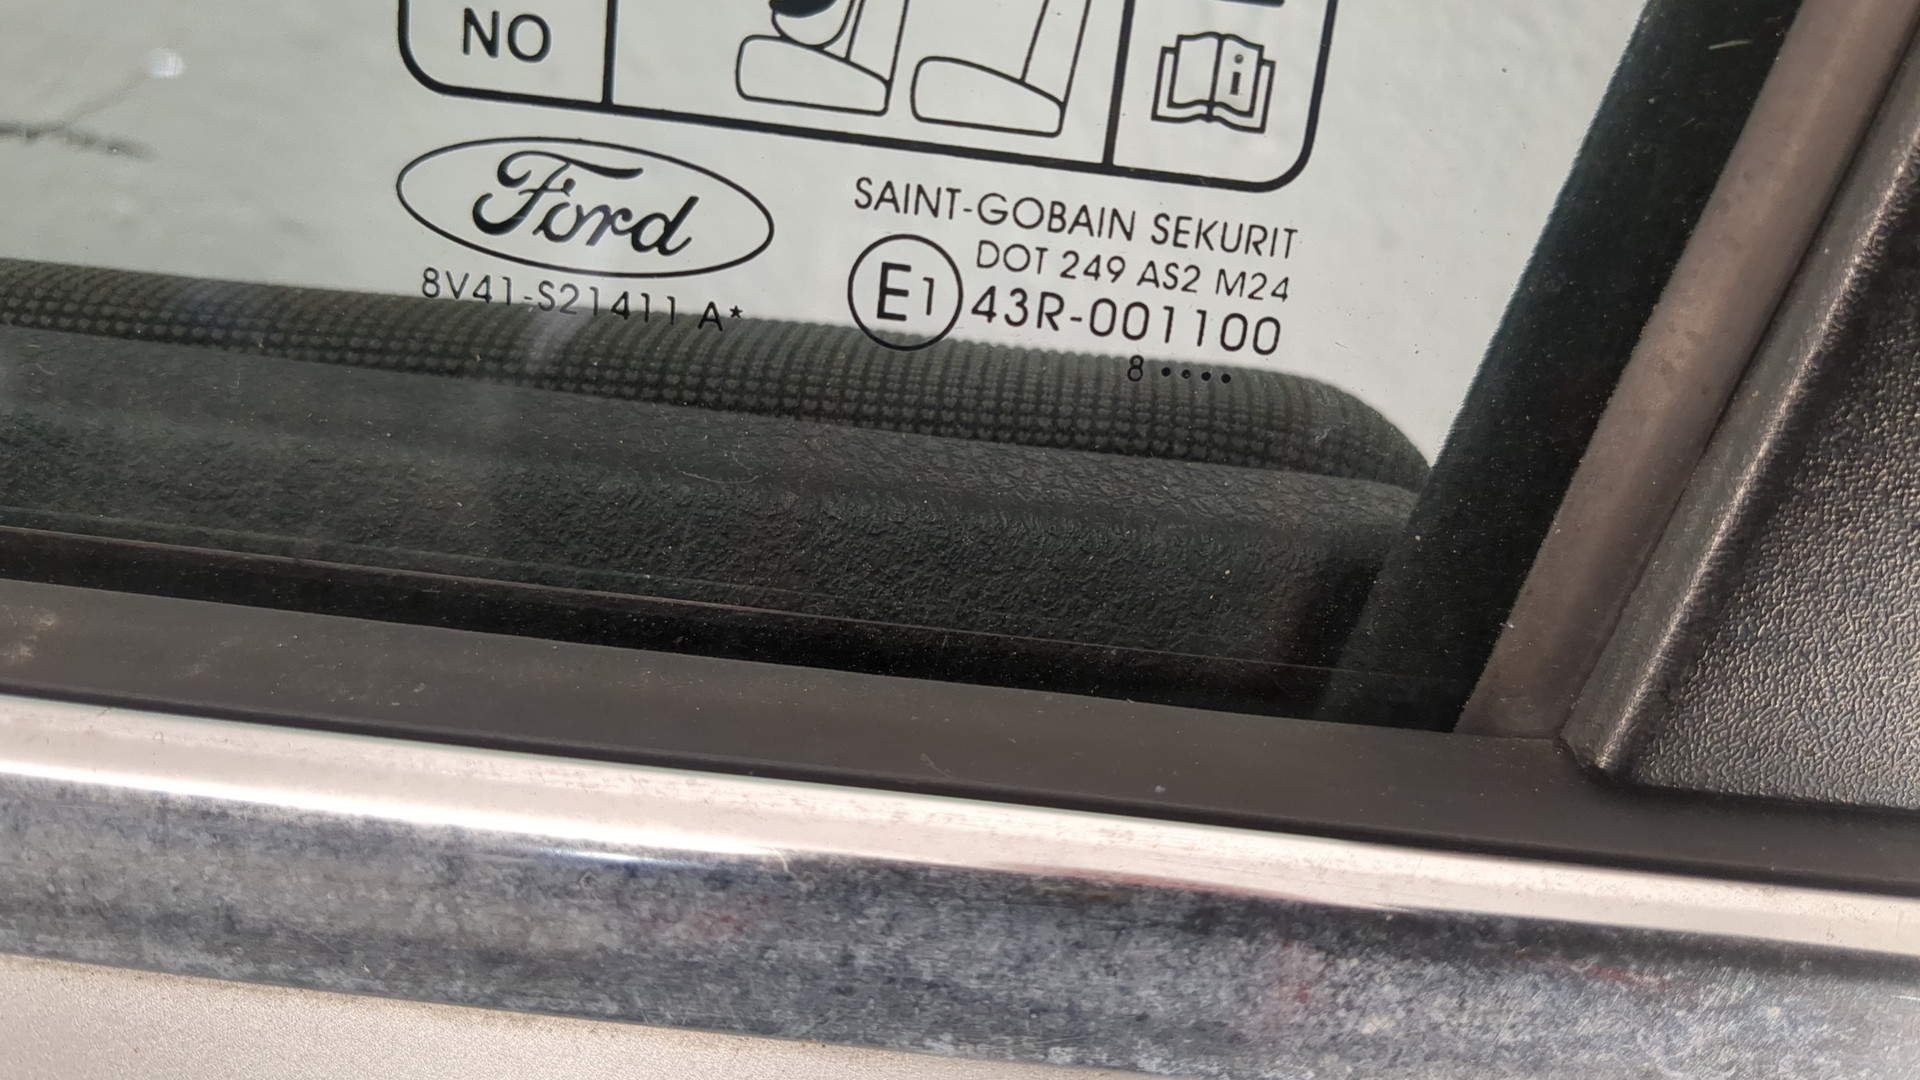 NO
i
Ford
8V41-S21411 A*
SAINT-GOBAIN SEKURIT
DOT 249 AS2 M24
E1 43R-001100
8 ••••